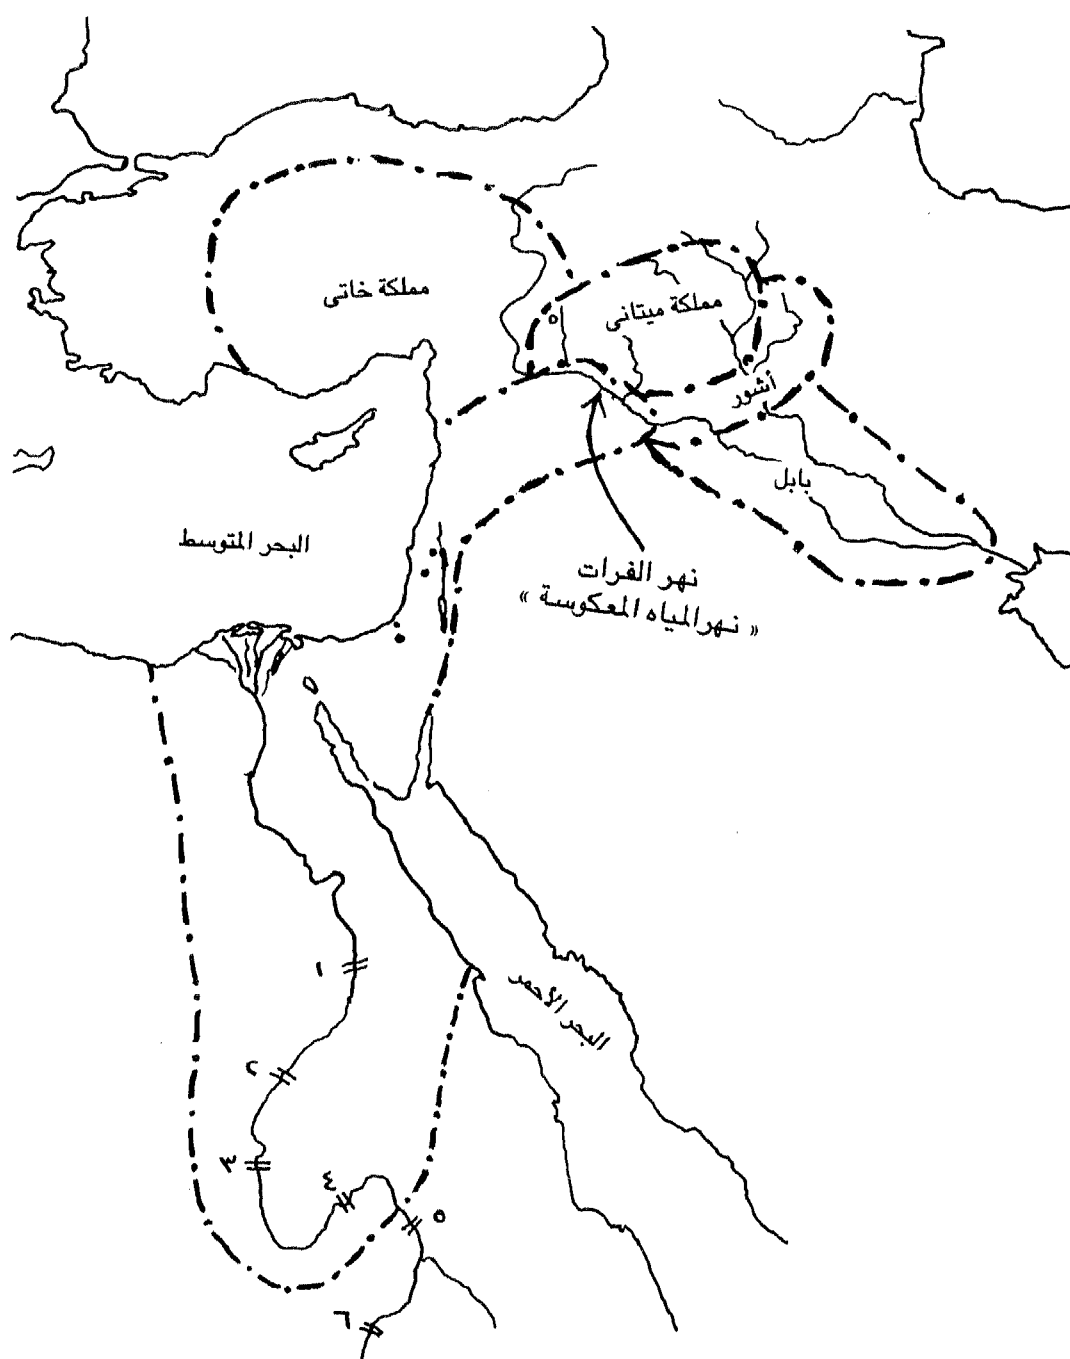 مملكة خاتى
مملكة ميتانى
أشور
بابل
البحر المتوسط
نهر الفرات
« نهر المياه المعكوسة »
البحر الأحمر
١
٢
٣
٤
٥
٦